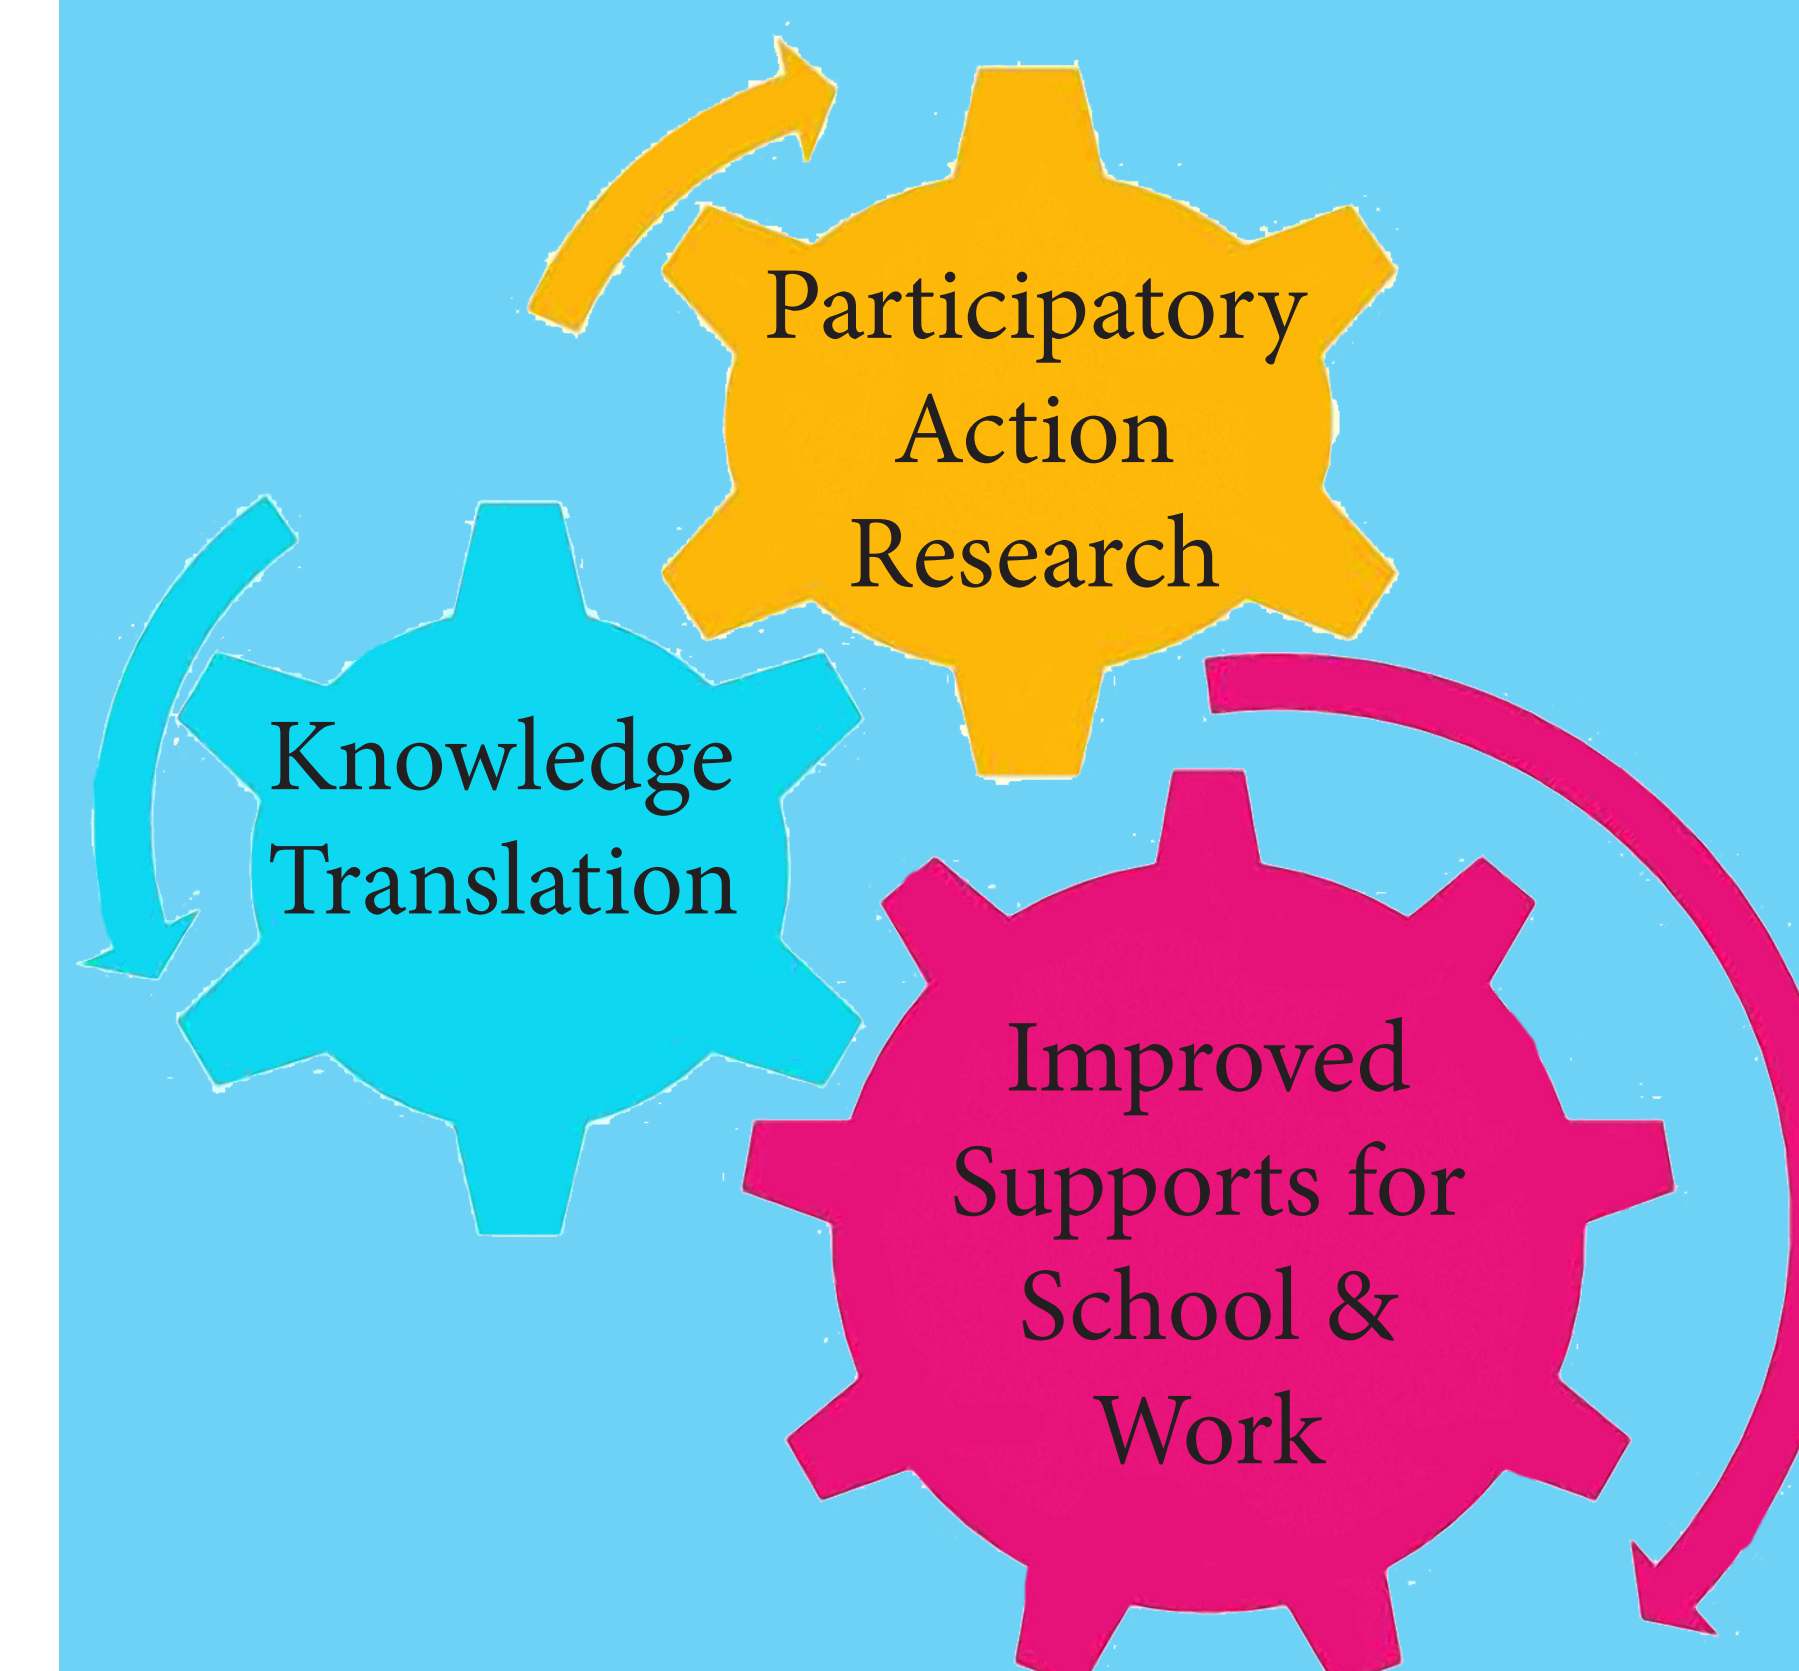 Participatory
Action
Research
Knowledge
Translation
Improved
Supports for
School &
Work